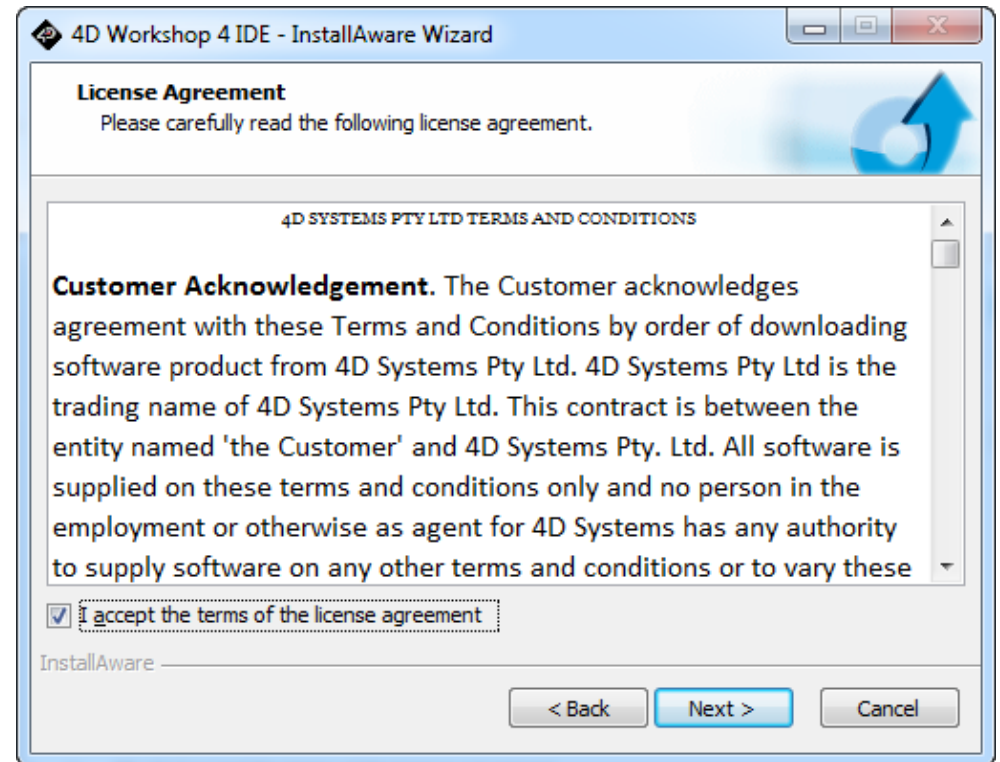 4D Workshop 4 IDE - InstallAware Wizard
License Agreement
Please carefully read the following license agreement.
4D SYSTEMS PTY LTD TERMS AND CONDITIONS
Customer Acknowledgement. The Customer acknowledges
agreement with these Terms and Conditions by order of downloading
software product from 4D Systems Pty Ltd. 4D Systems Pty Ltd is the
trading name of 4D Systems Pty Ltd. This contract is between the
entity named 'the Customer' and 4D Systems Pty. Ltd. All software is
supplied on these terms and conditions only and no person in the
employment or otherwise as agent for 4D Systems has any authority
to supply software on any other terms and conditions or to vary these
I accept the terms of the license agreement
InstallAware
< Back Next > Cancel